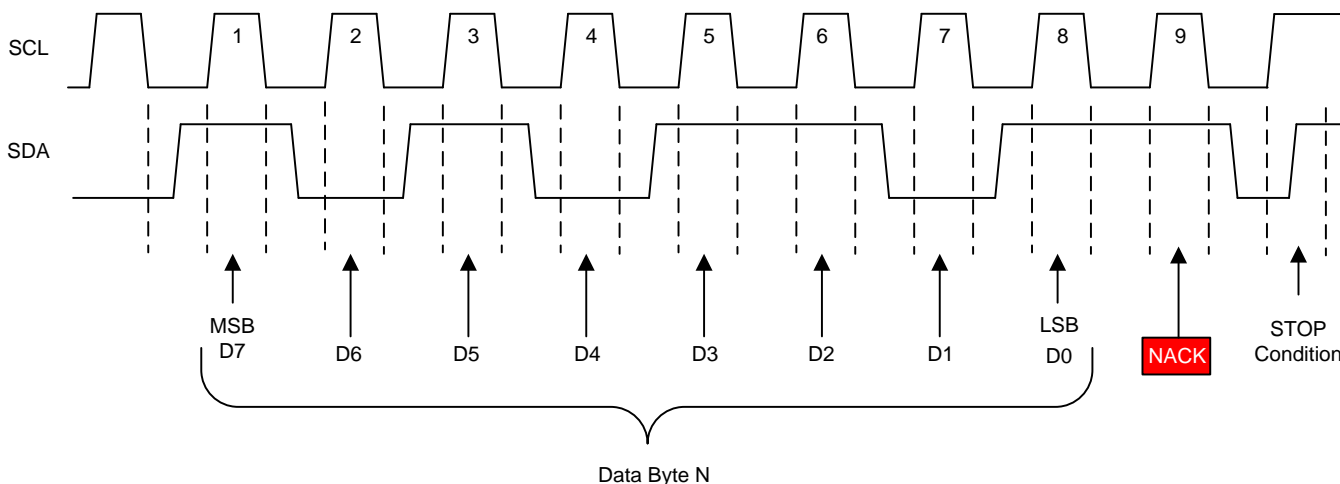 SCL
1 2 3 4 5 6 7 8 9
SDA
MSB
D7 D6 D5 D4 D3 D2 D1
LSB
D0
NACK
STOP
Condition
Data Byte N